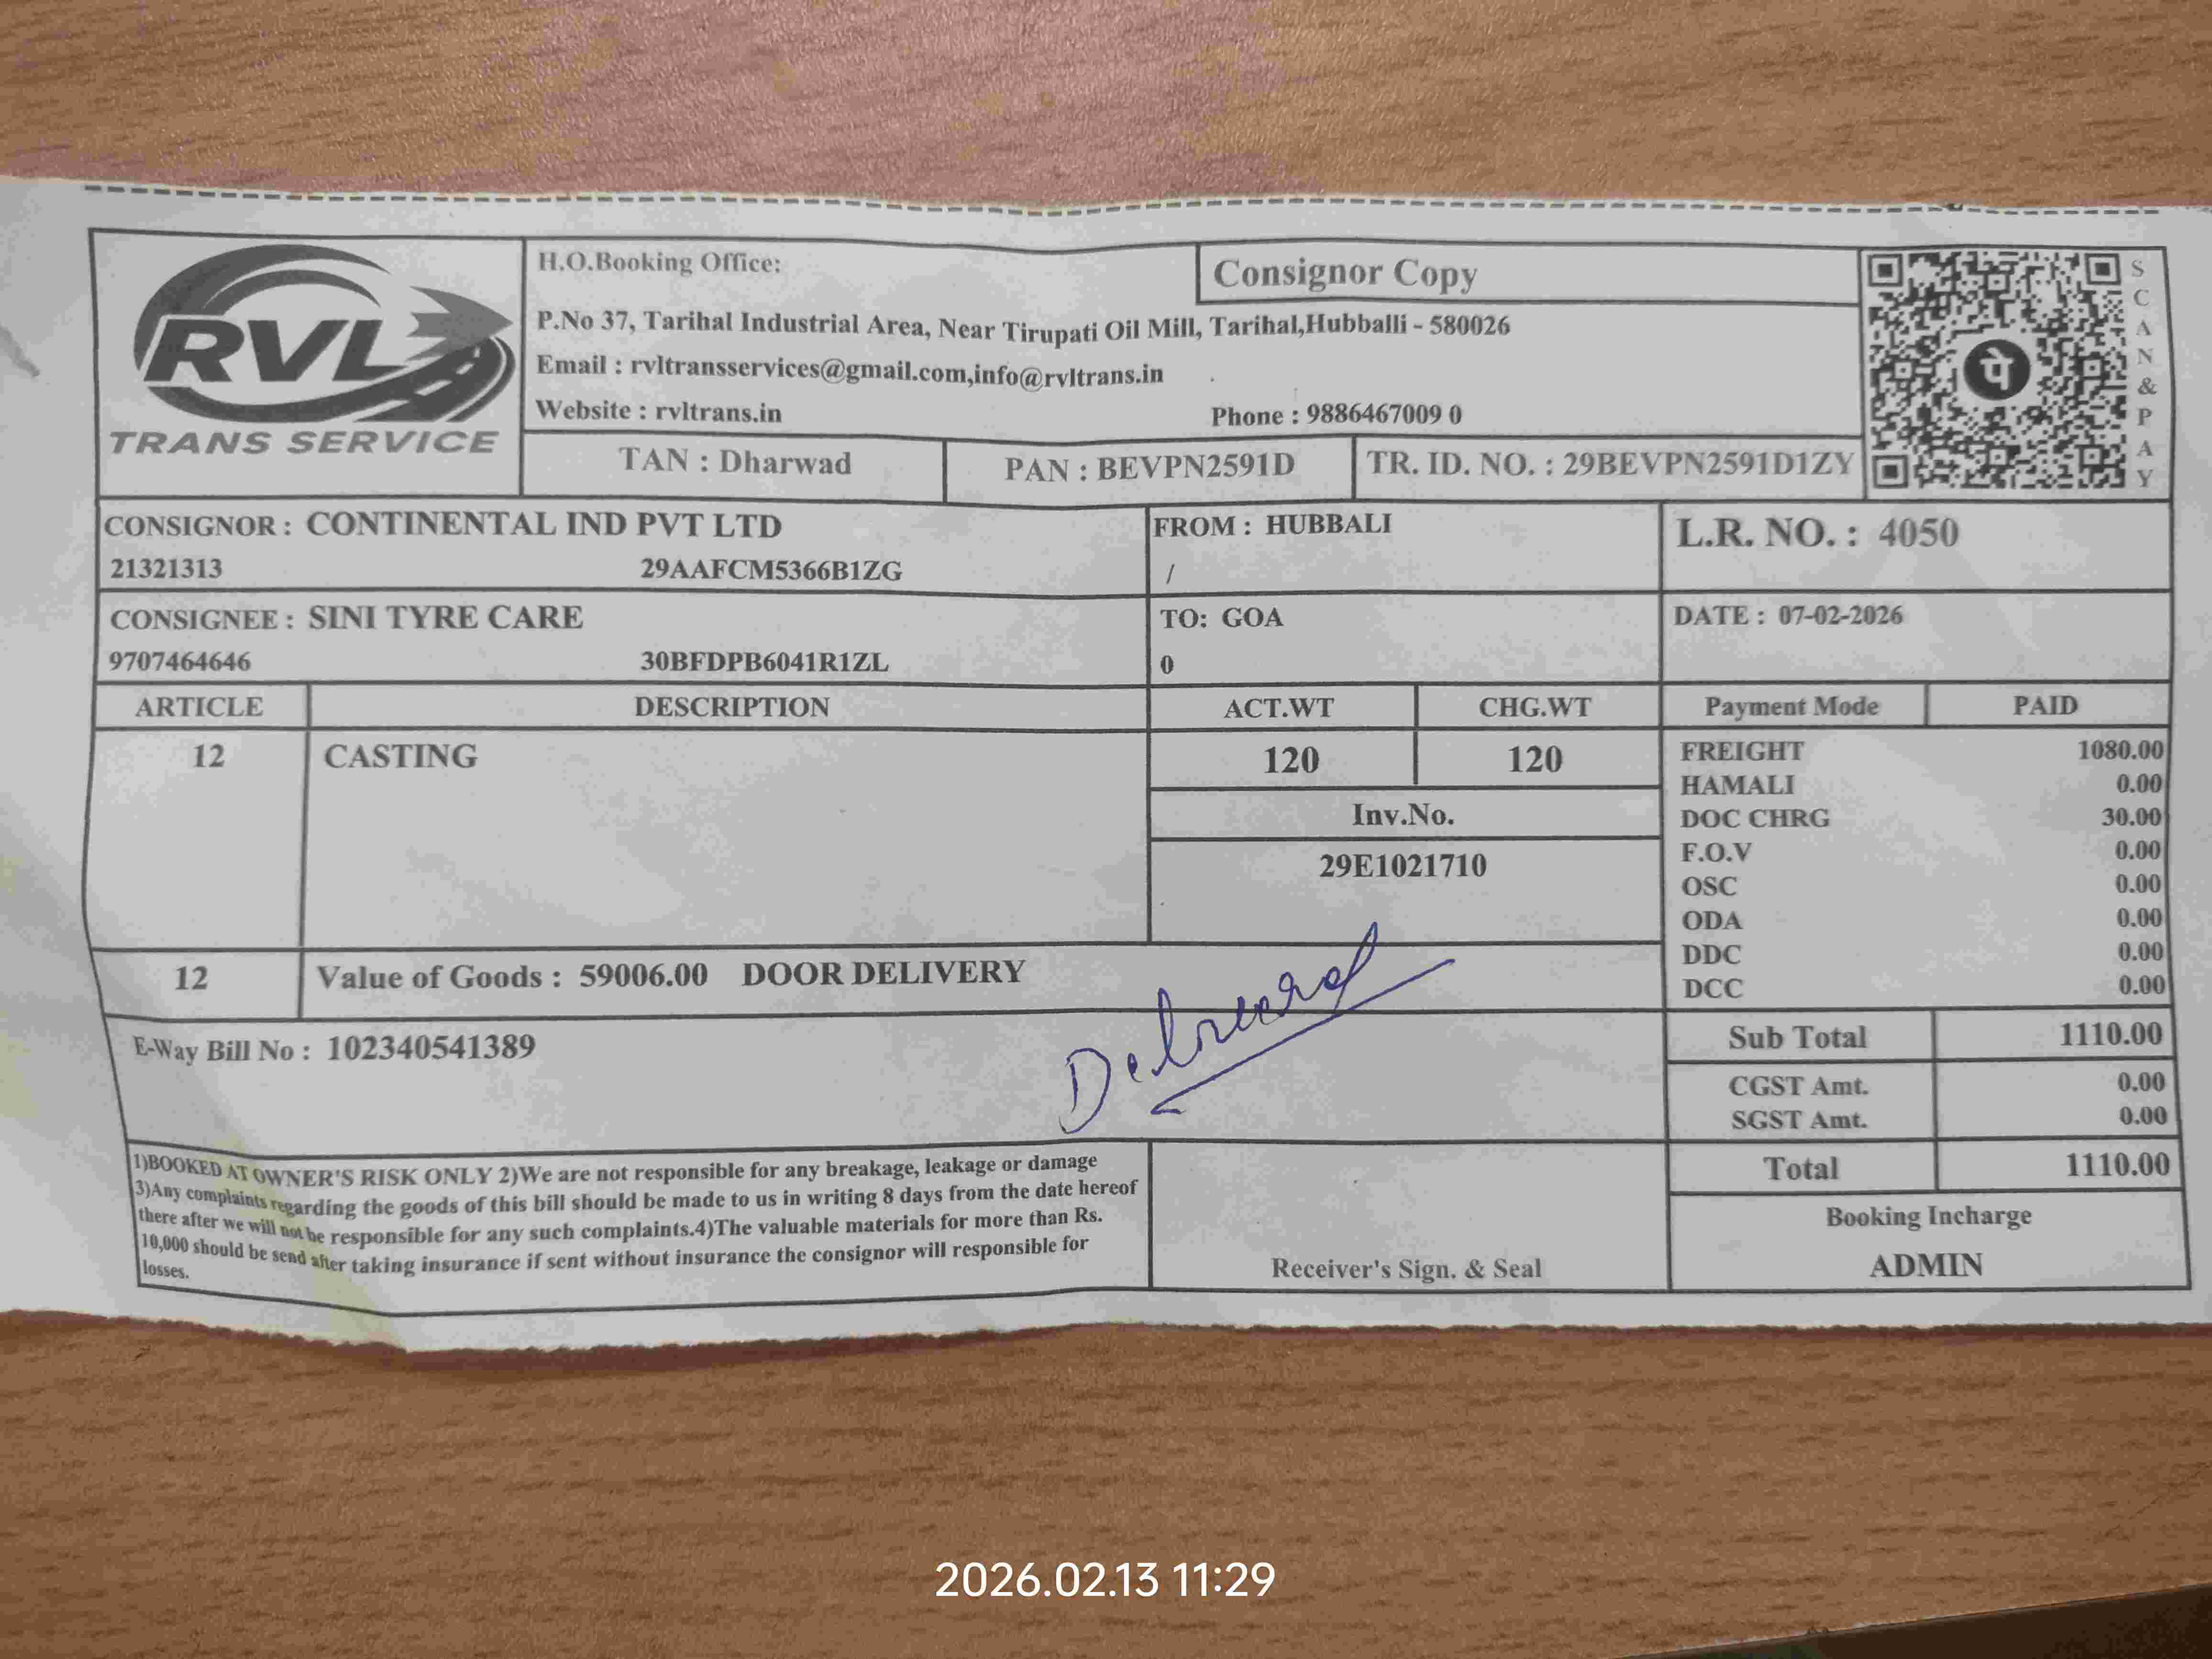 RVL
TRANS SERVICE
H.O.Booking Office:
Consignor Copy
P.No 37, Tarihal Industrial Area, Near Tirupati Oil Mill, Tarihal,Hubballi - 580026
Email : rvltransservices@gmail.com,info@rvltrans.in
Website : rvltrans.in Phone : 9886467009 0
TAN : Dharwad PAN : BEVPN2591D TR. ID. NO. : 29BEVPN2591D1ZY
पे
SCAN&PAY
CONSIGNOR : CONTINENTAL IND PVT LTD FROM : HUBBALI L.R. NO. : 4050
21321313 29AAFCM5366B1ZG /
CONSIGNEE : SINI TYRE CARE TO: GOA DATE : 07-02-2026
9707464646 30BFDPB6041R1ZL 0
ARTICLE DESCRIPTION ACT.WT CHG.WT Payment Mode PAID
12 CASTING 120 120
Inv.No.
29E1021710
FREIGHT 1080.00
HAMALI 0.00
DOC CHRG 30.00
F.O.V 0.00
OSC 0.00
ODA 0.00
DDC 0.00
DCC 0.00
12 Value of Goods : 59006.00 DOOR DELIVERY
Sub Total 1110.00
E-Way Bill No : 102340541389
CGST Amt. 0.00
SGST Amt. 0.00
Total 1110.00
1)BOOKED AT OWNER'S RISK ONLY 2)We are not responsible for any breakage, leakage or damage
3)Any complaints regarding the goods of this bill should be made to us in writing 8 days from the date hereof
there after we will not be responsible for any such complaints.4)The valuable materials for more than Rs.
10,000 should be send after taking insurance if sent without insurance the consignor will responsible for
losses.
Receiver's Sign. & Seal
Booking Incharge
ADMIN
2026.02.13 11:29